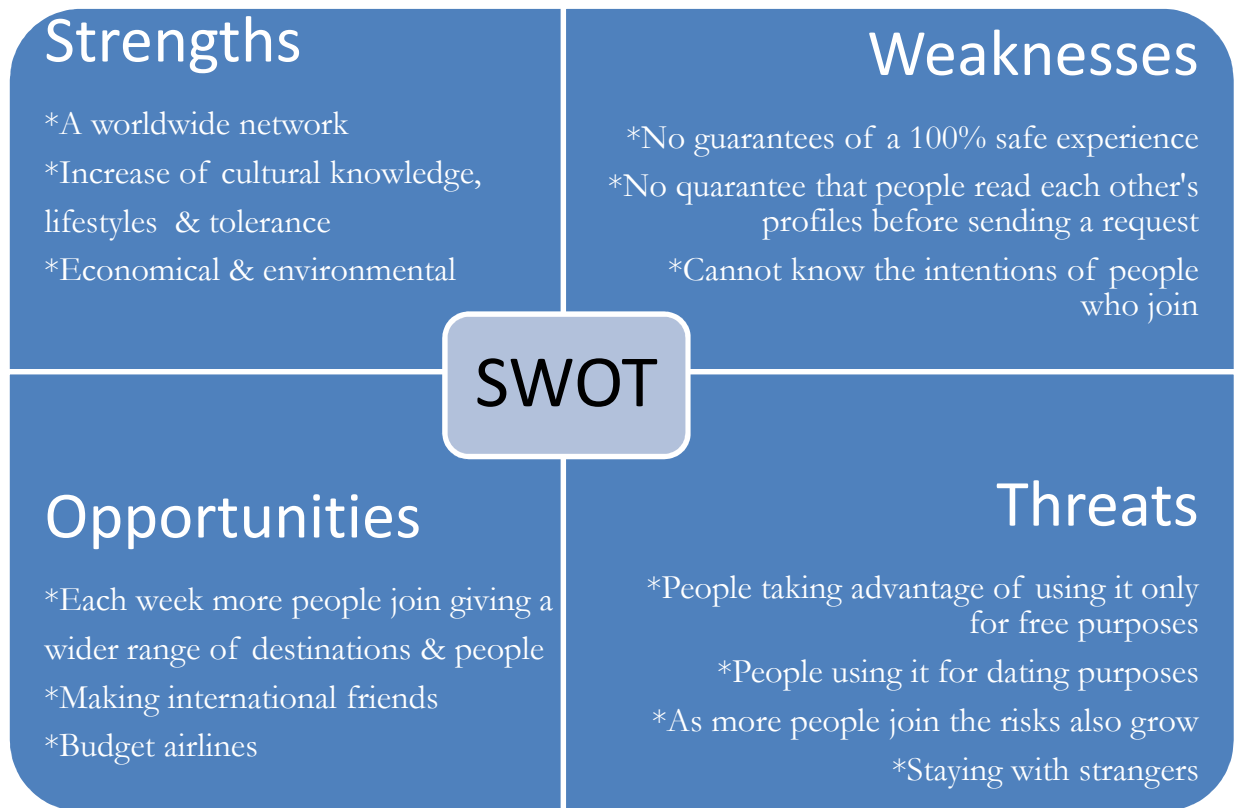 Strengths
*A worldwide network
*Increase of cultural knowledge,
lifestyles & tolerance
*Economical & environmental
Weaknesses
*No guarantees of a 100% safe experience
*No quarantee that people read each other's
profiles before sending a request
*Cannot know the intentions of people
who join
SWOT
Opportunities
*Each week more people join giving a
wider range of destinations & people
*Making international friends
*Budget airlines
Threats
*People taking advantage of using it only
for free purposes
*People using it for dating purposes
*As more people join the risks also grow
*Staying with strangers